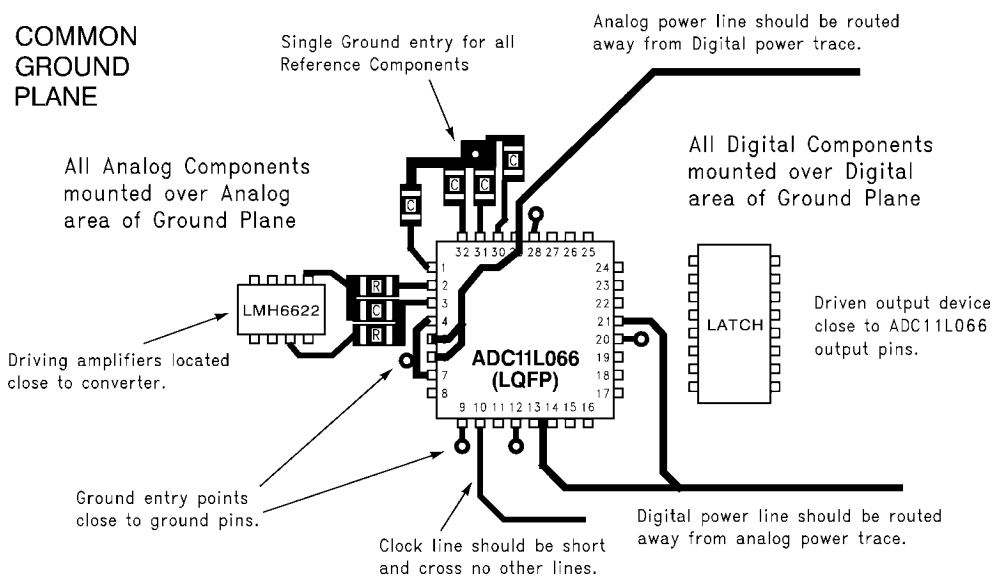 COMMON
GROUND
PLANE
Single Ground entry for all
Reference Components
Analog power line should be routed
away from Digital power trace.
All Analog Components
mounted over Analog
area of Ground Plane
All Digital Components
mounted over Digital
area of Ground Plane
C
C
C
C
32 31 30 28 27 26 25
1
2
3
4
7
8
24
23
22
21
20
19
18
17
9 10 11 12 13 14 15 16
R
C
R
LMH6622
ADC11L066
(LQFP)
LATCH
Driven output device
close to ADC11L066
output pins.
Driving amplifiers located
close to converter.
Ground entry points
close to ground pins.
Clock line should be short
and cross no other lines.
Digital power line should be routed
away from analog power trace.